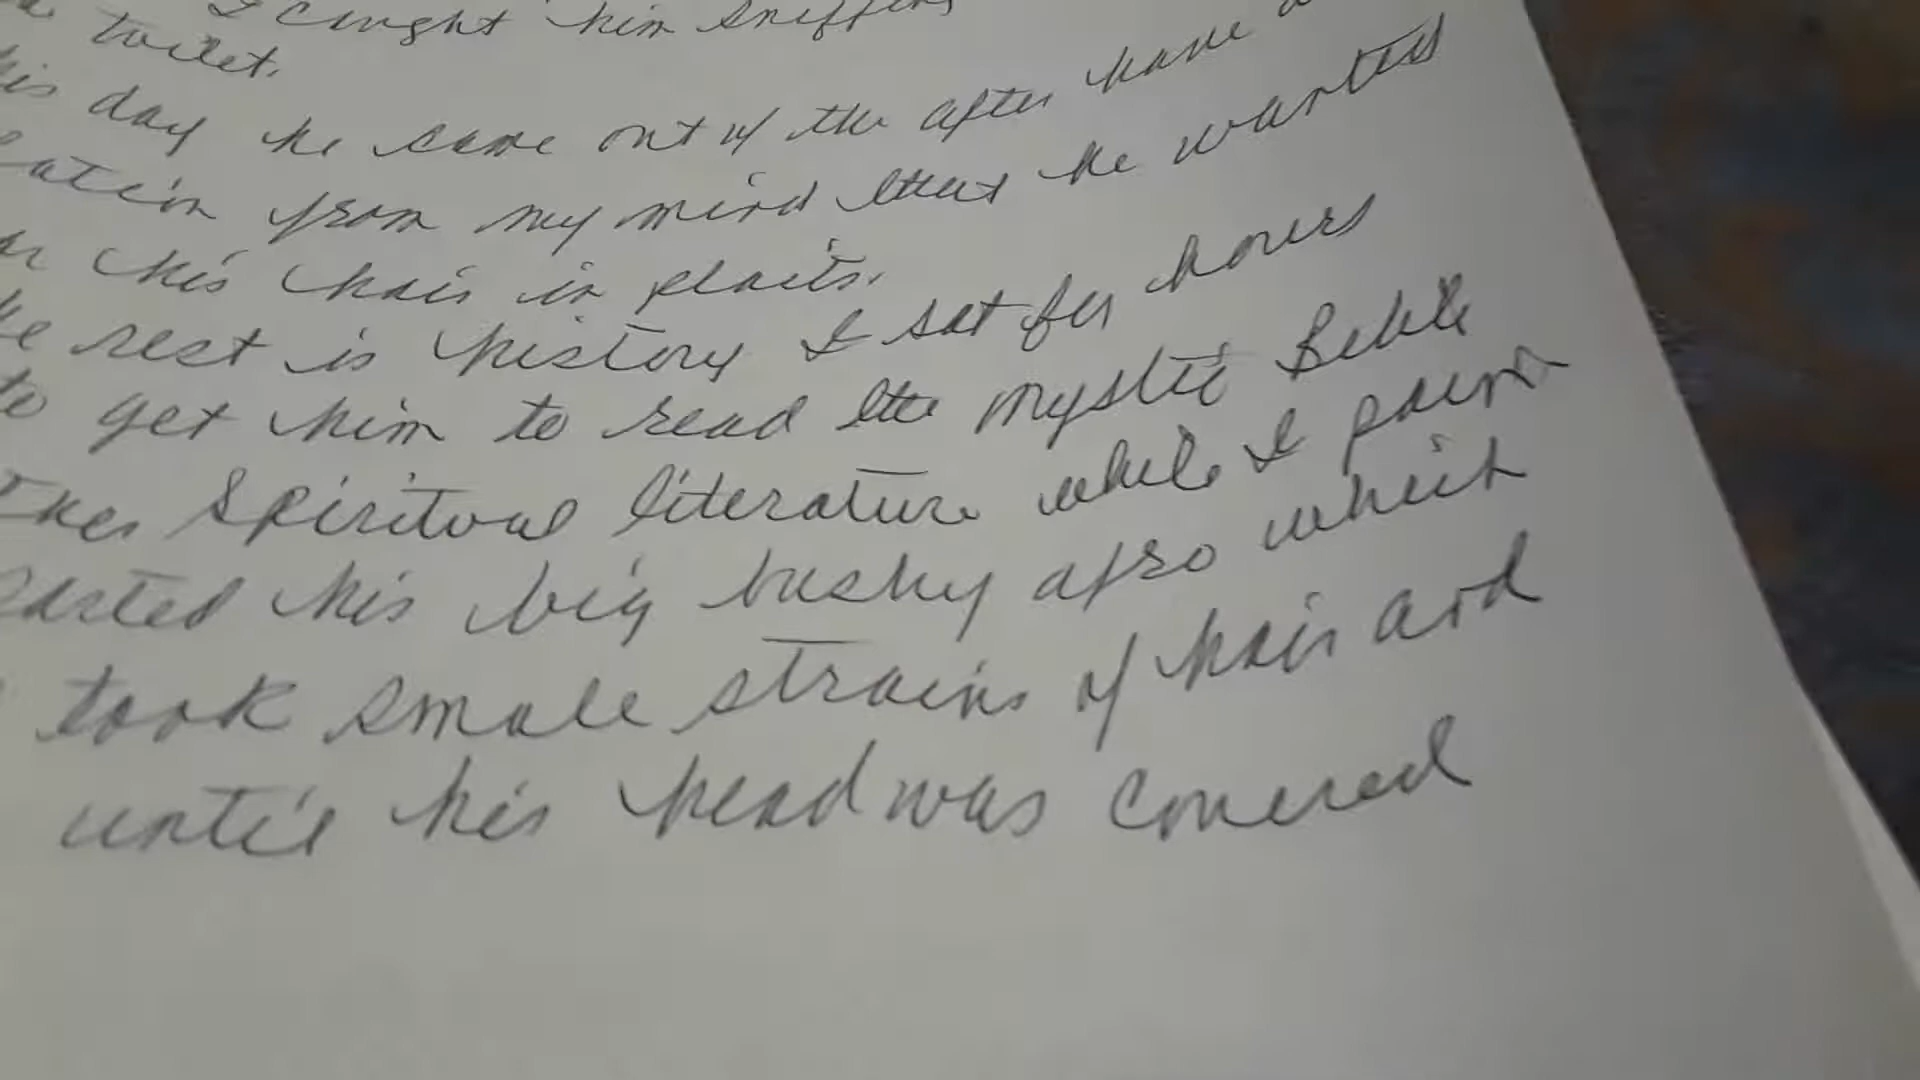 I caught him sniffing
toilet.
day he came out of the after have a
from my mind that he wanted
his hair in plaits.
rest is history I sat for hours
to get him to read the mystic Bible
Spiritual literature while I
parted his big bushy afro which
took small strains of hair and
until his head was covered